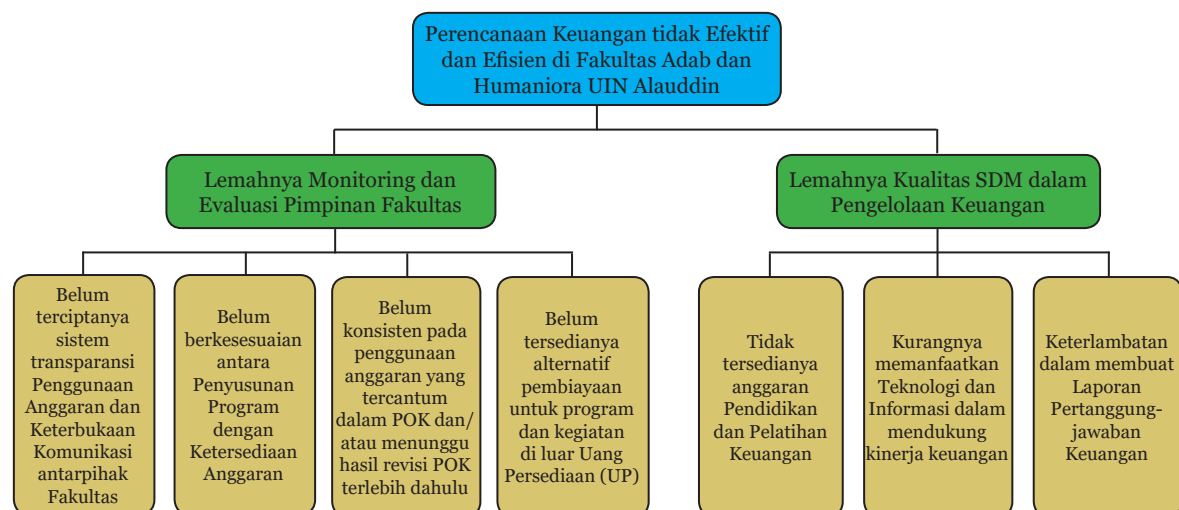 Perencanaan Keuangan tidak Efektif
dan Efisien di Fakultas Adab dan
Humaniora UIN Alauddin
Lemahnya Monitoring dan
Evaluasi Pimpinan Fakultas
Lemahnya Kualitas SDM dalam
Pengelolaan Keuangan
Belum
terciptanya
sistem
transparansi
Penggunaan
Anggaran dan
Keterbukaan
Komunikasi
antarpihak
Fakultas
Belum
berkesesuaian
antara
Penyusunan
Program
dengan
Ketersediaan
Anggaran
Belum
konsisten pada
penggunaan
anggaran yang
tercantum
dalam POK dan/
atau menunggu
hasil revisi POK
terlebih dahulu
Belum
tersedianya
alternatif
pembiayaan
untuk program
dan kegiatan
di luar Uang
Persediaan (UP)
Tidak
tersedianya
anggaran
Pendidikan
dan Pelatihan
Keuangan
Kurangnya
memanfaatkan
Teknologi dan
Informasi dalam
mendukung
kinerja keuangan
Keterlambatan
dalam membuat
Laporan
Pertanggung-
jawaban
Keuangan